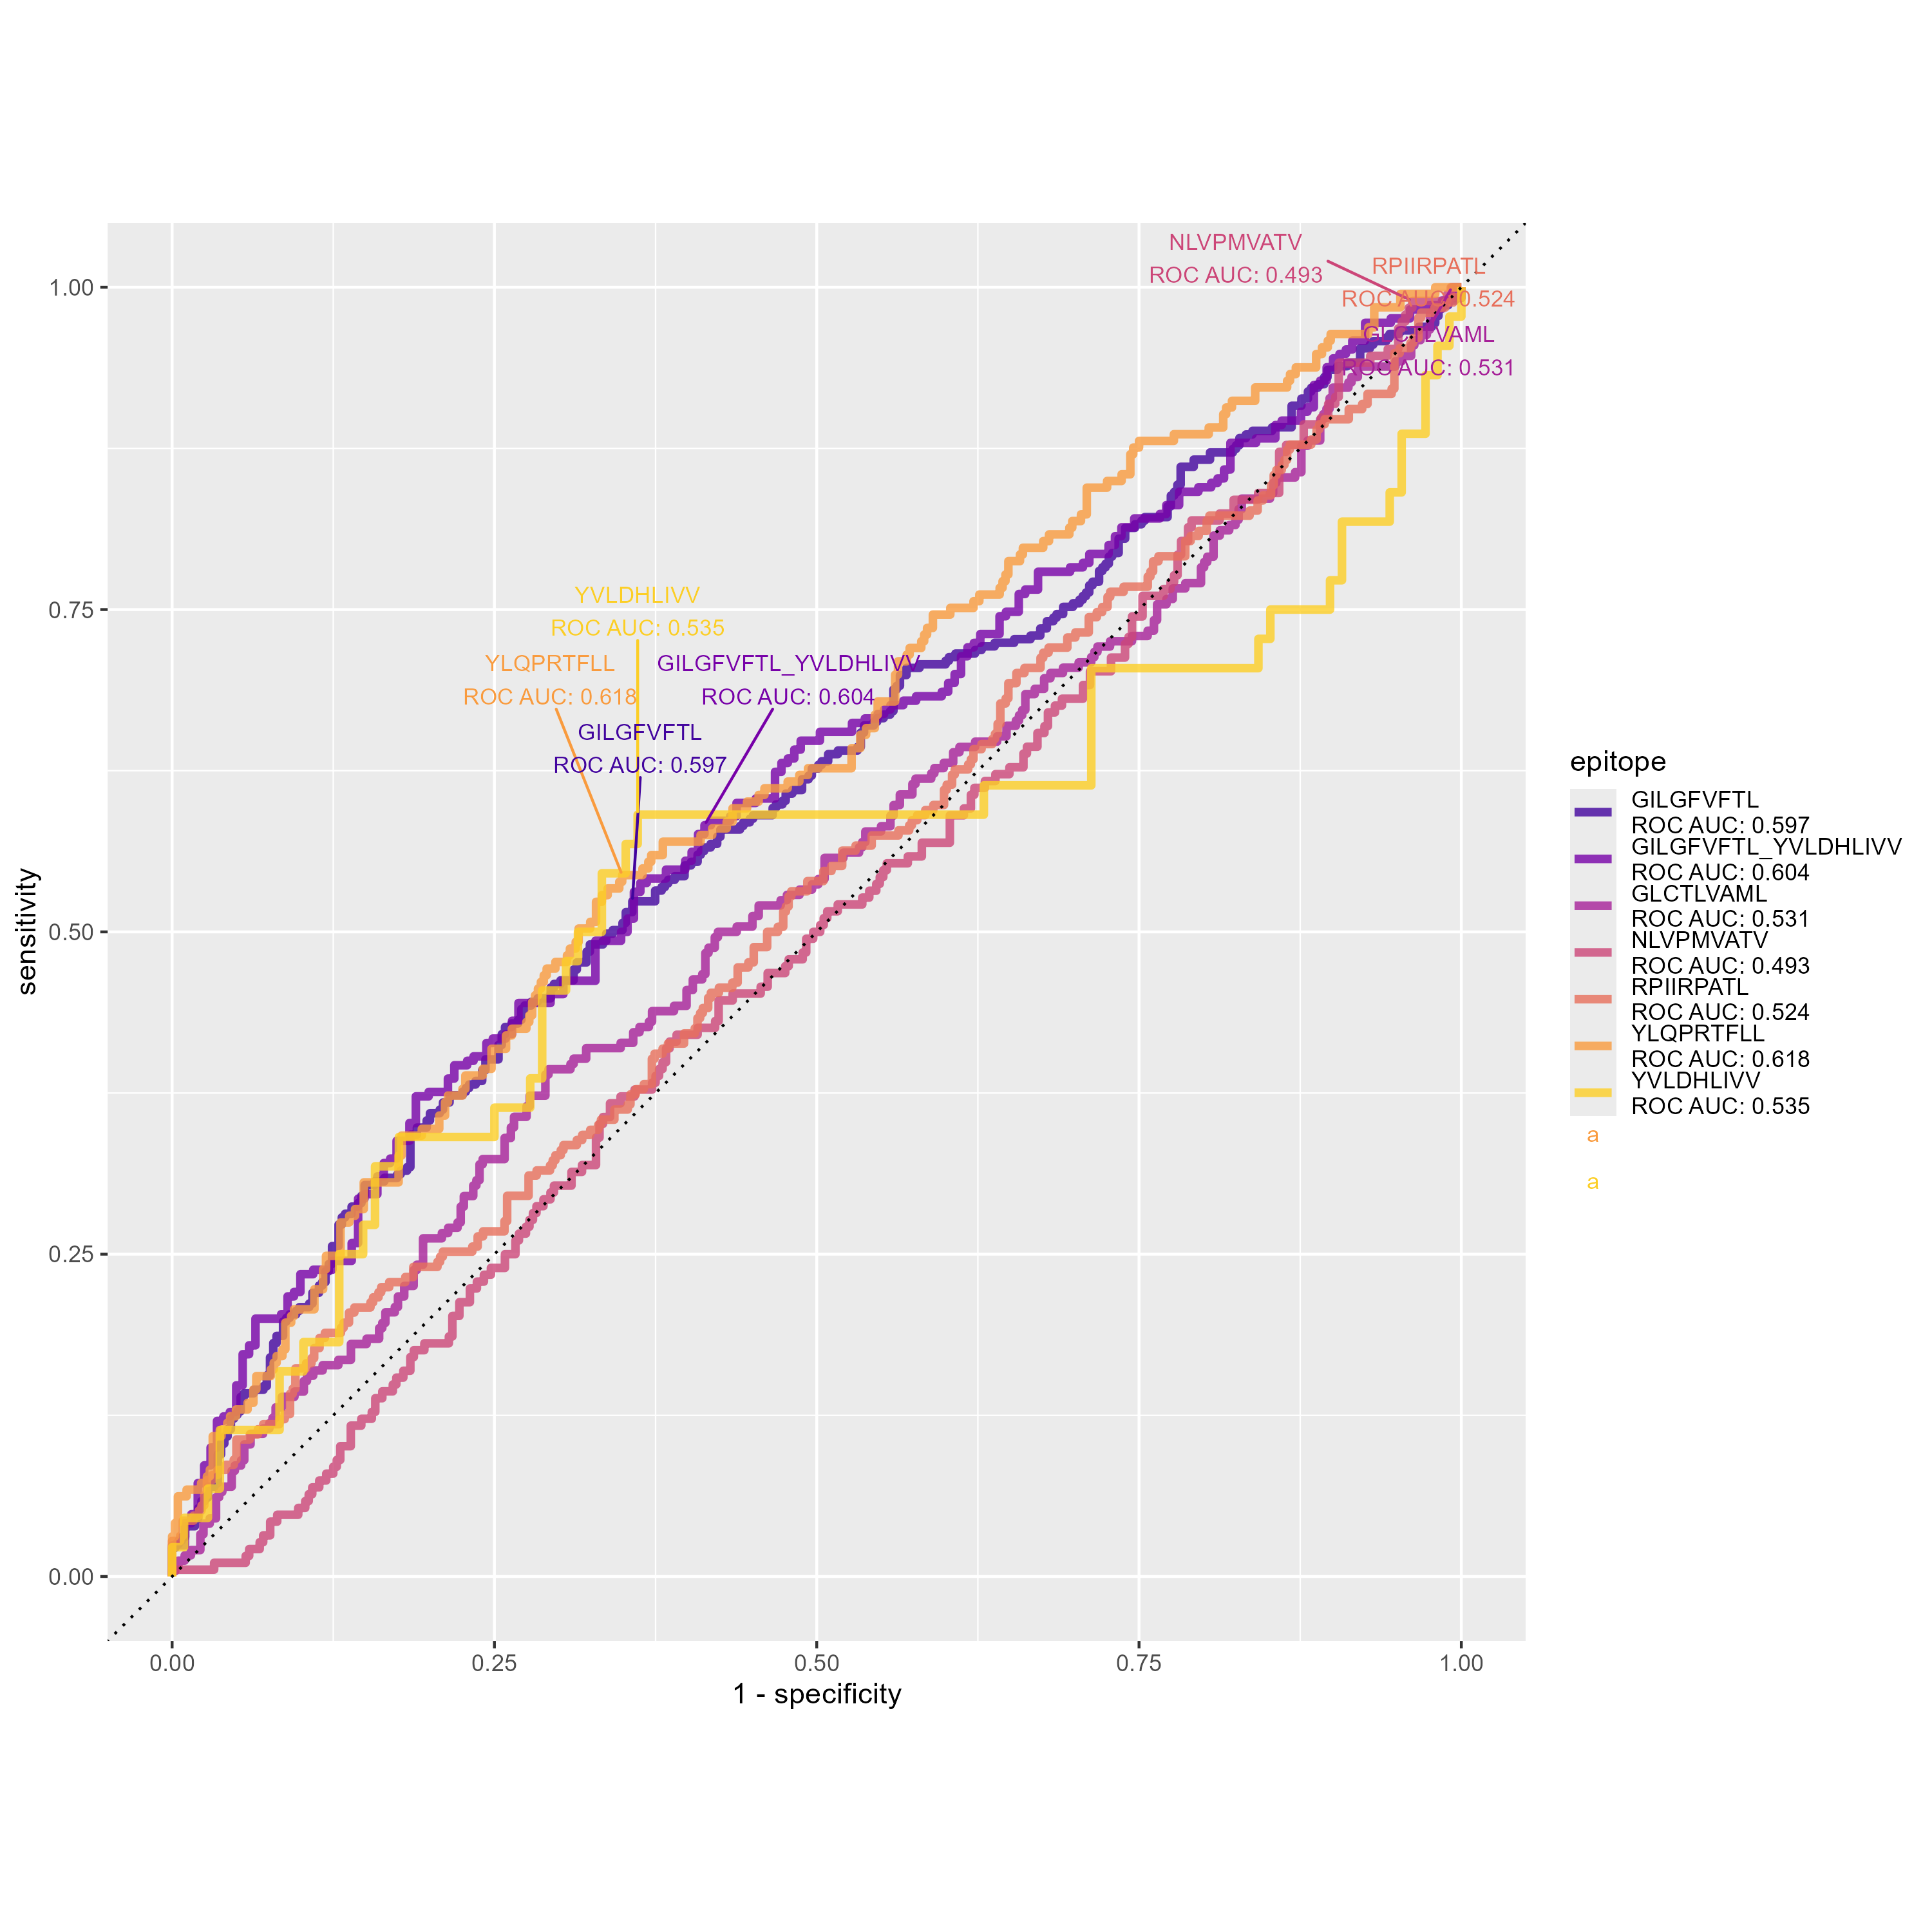 NLVPMVATV
ROC AUC: 0.493
RPIIRPATL
ROC AUC: 0.524
GLCTLVAML
ROC AUC: 0.531
YVLDHLIVV
ROC AUC: 0.535
YLQPRTFLL
ROC AUC: 0.618
GILGFVFTL_YVLDHLIVV
ROC AUC: 0.604
GILGFVFTL
ROC AUC: 0.597
1.00
0.75
0.50
0.25
0.00
sensitivity
0.00
0.25
0.50
0.75
1.00
1 - specificity
epitope
GILGFVFTL
ROC AUC: 0.597
GILGFVFTL_YVLDHLIVV
ROC AUC: 0.604
GLCTLVAML
ROC AUC: 0.531
NLVPMVATV
ROC AUC: 0.493
RPIIRPATL
ROC AUC: 0.524
YLQPRTFLL
ROC AUC: 0.618
YVLDHLIVV
ROC AUC: 0.535
a
a